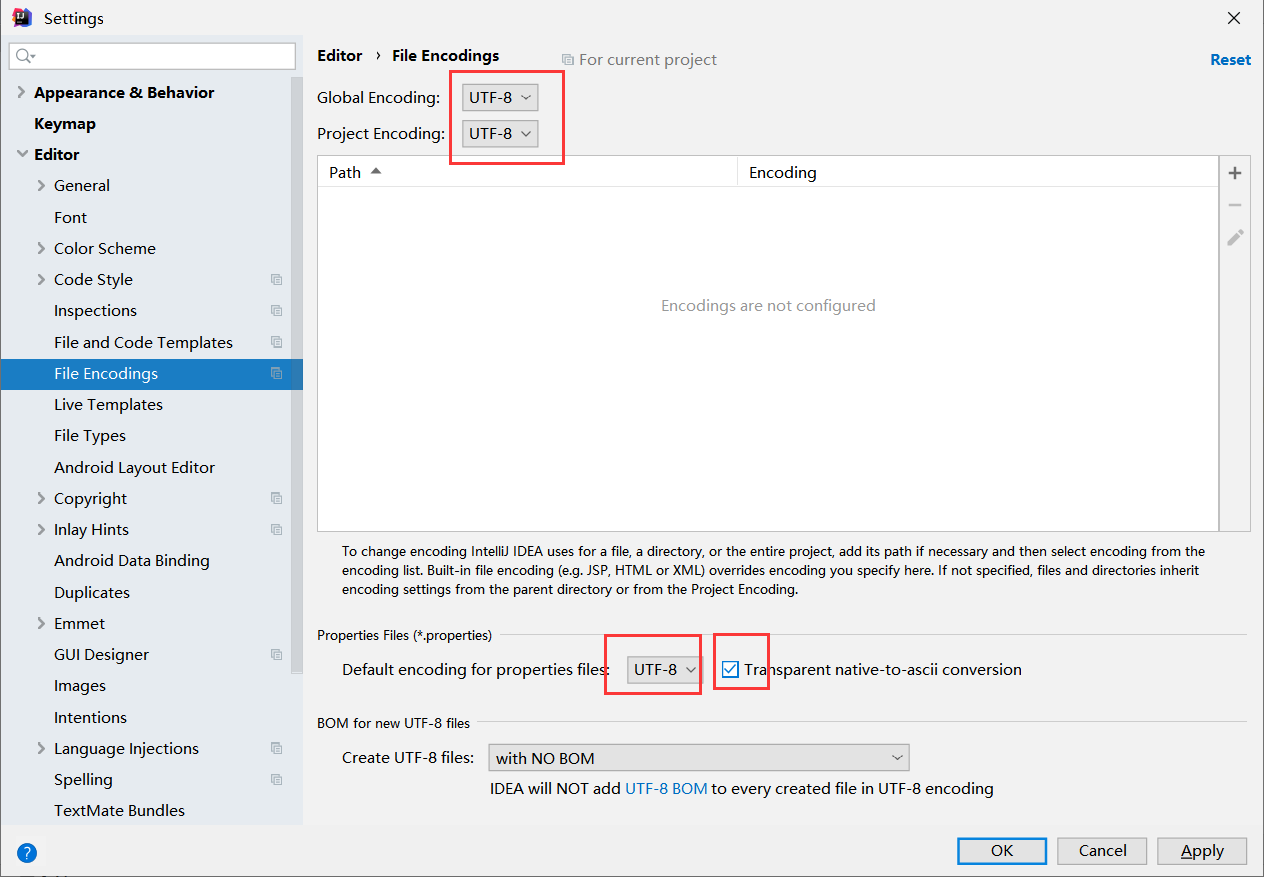 Settings
Editor › File Encodings
For current project
Reset
Appearance & Behavior
Keymap
Editor
General
Font
Color Scheme
Code Style
Inspections
File and Code Templates
File Encodings
Live Templates
File Types
Android Layout Editor
Copyright
Inlay Hints
Android Data Binding
Duplicates
Emmet
GUI Designer
Images
Intentions
Language Injections
Spelling
TextMate Bundles
Global Encoding: UTF-8
Project Encoding: UTF-8
Path Encoding
Encodings are not configured
To change encoding IntelliJ IDEA uses for a file, a directory, or the entire project, add its path if necessary and then select encoding from the
encoding list. Built-in file encoding (e.g. JSP, HTML or XML) overrides encoding you specify here. If not specified, files and directories inherit
encoding settings from the parent directory or from the Project Encoding.
Properties Files (*.properties)
Default encoding for properties files: UTF-8 Transparent native-to-ascii conversion
BOM for new UTF-8 files
Create UTF-8 files: with NO BOM
IDEA will NOT add UTF-8 BOM to every created file in UTF-8 encoding
?
OK Cancel Apply